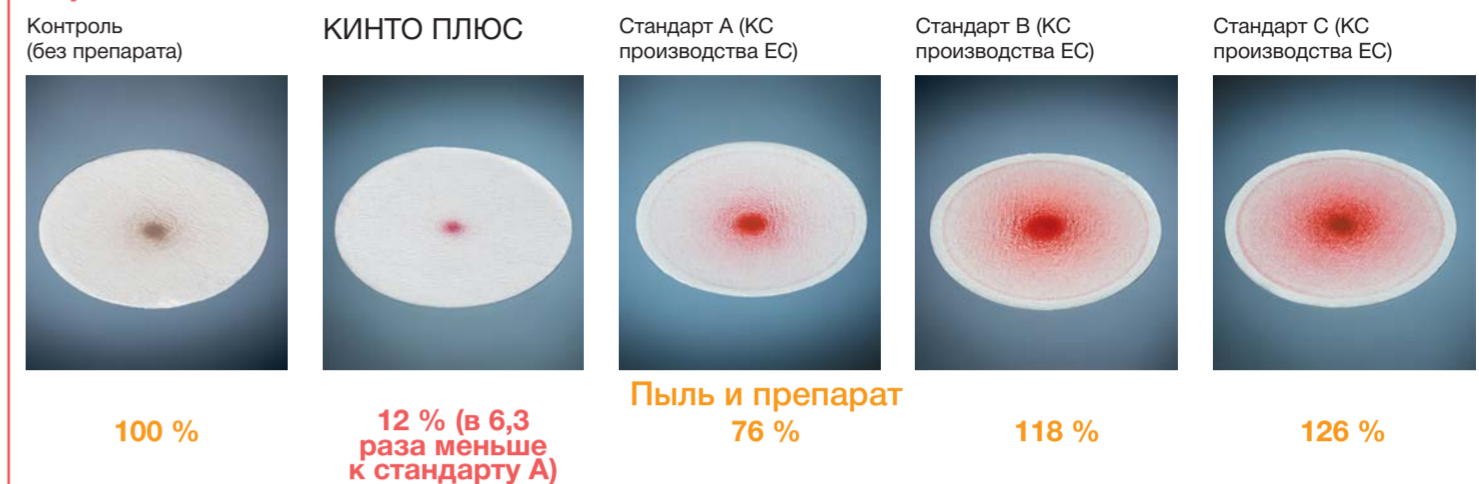 Контроль
(без препарата)
КИНТО ПЛЮС
Стандарт А (КС
производства ЕС)
Стандарт В (КС
производства ЕС)
Стандарт С (КС
производства ЕС)
Пыль и препарат
100 %
12 % (в 6,3
раза меньше
к стандарту А)
76 %
118 %
126 %